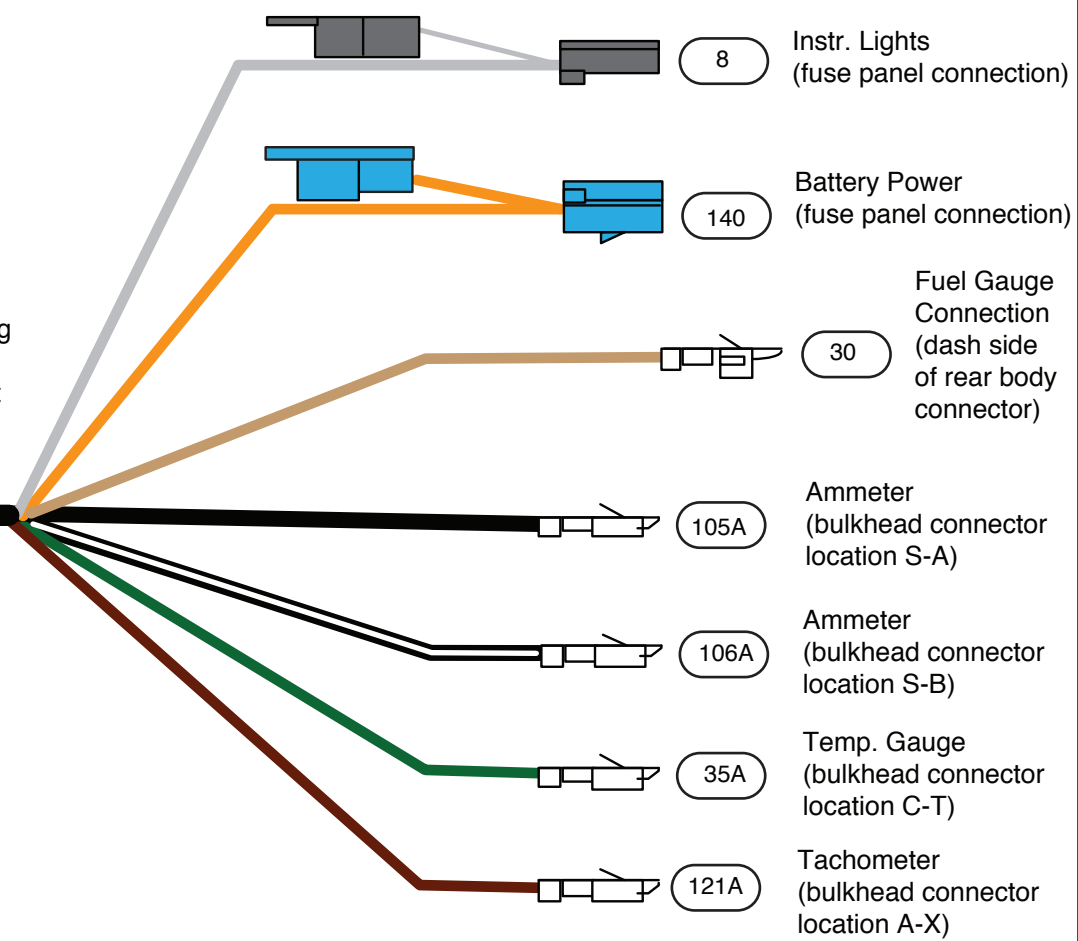 8
Instr. Lights
(fuse panel connection)
140
Battery Power
(fuse panel connection)
30
Fuel Gauge
Connection
(dash side
of rear body
connector)
105A
Ammeter
(bulkhead connector
location S-A)
106A
Ammeter
(bulkhead connector
location S-B)
35A
Temp. Gauge
(bulkhead connector
location C-T)
121A
Tachometer
(bulkhead connector
location A-X)